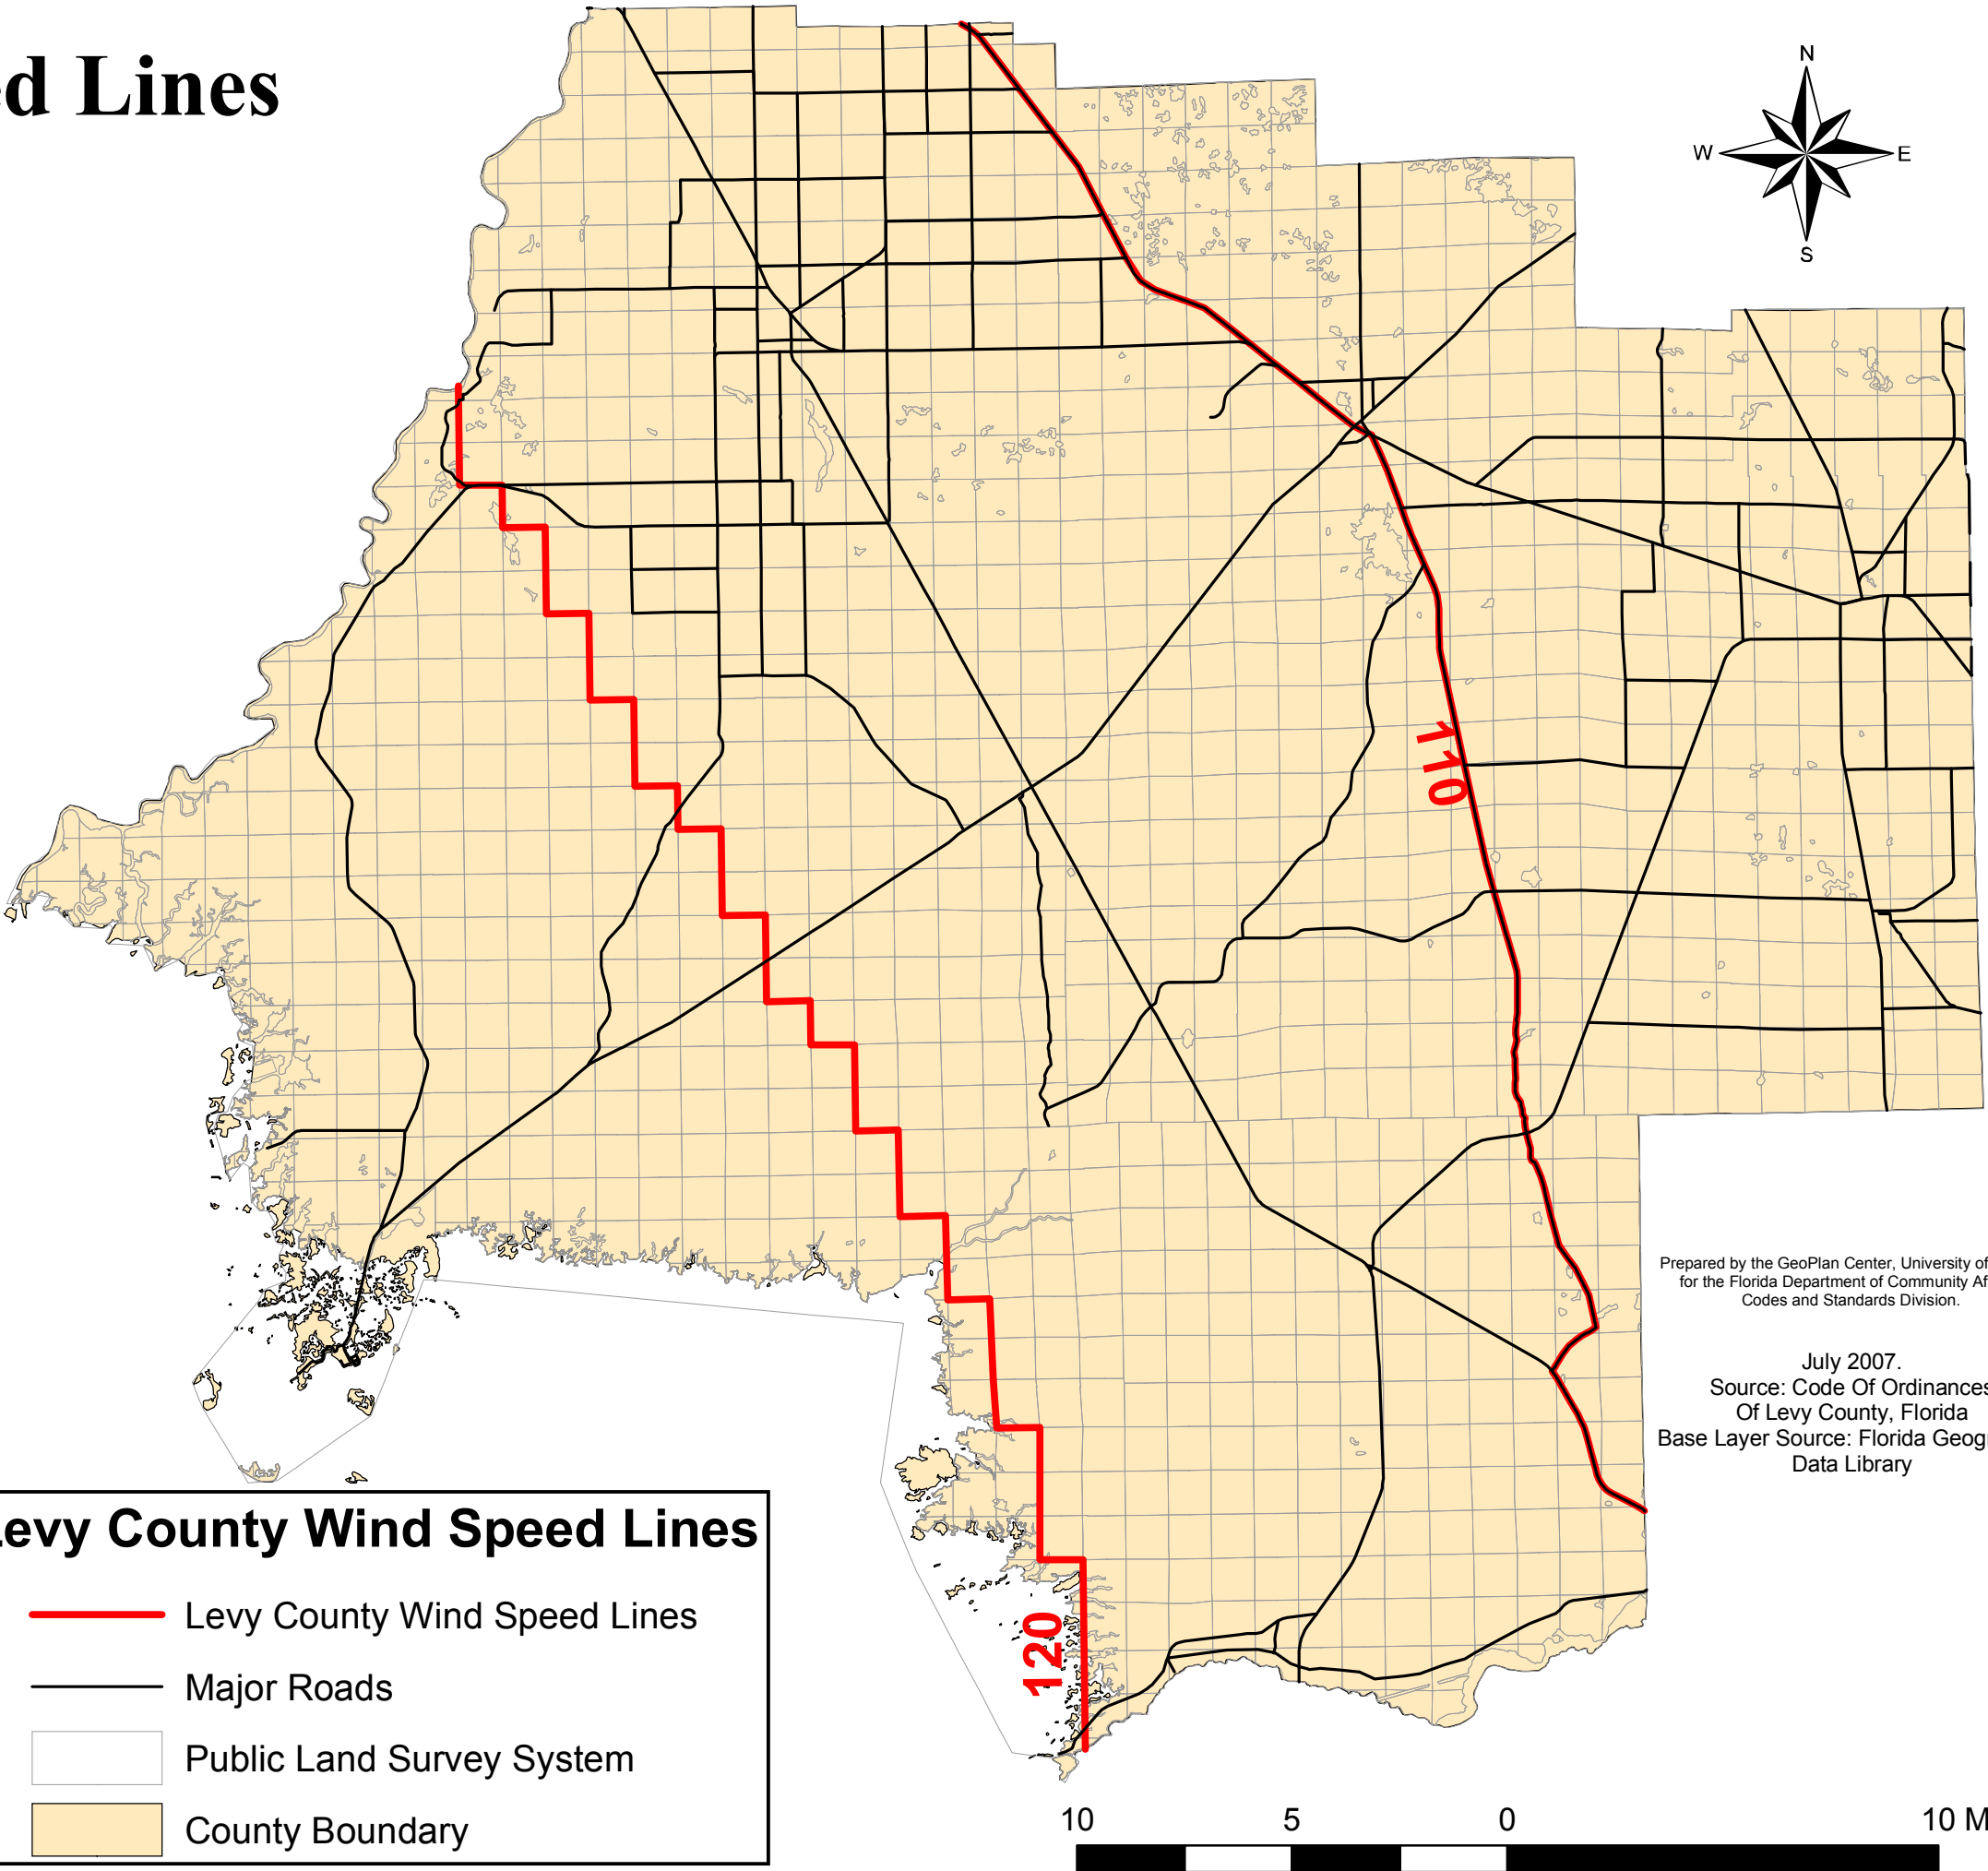 Lines
N
W E
S
110
Prepared by the GeoPlan Center, University of
for the Florida Department of Community
Codes and Standards Division.
July 2007.
Source: Code Of Ordinances
Of Levy County, Florida
Base Layer Source: Florida
Data Library
Levy County Wind Speed Lines
Levy County Wind Speed Lines
Major Roads
Public Land Survey System
County Boundary
120
10 5 0 10